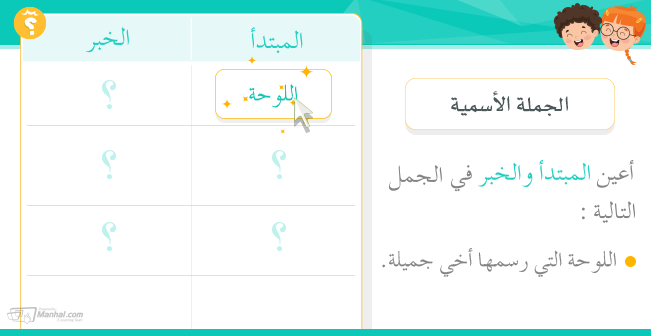 الجملة الأسمية
أعين المبتدأ والخبر في الجمل
التالية :
اللوحة التي رسمها أخي جميلة.
؟
المبتدأ الخبر
اللوحة ؟
؟ ؟
؟ ؟
Manhal.com